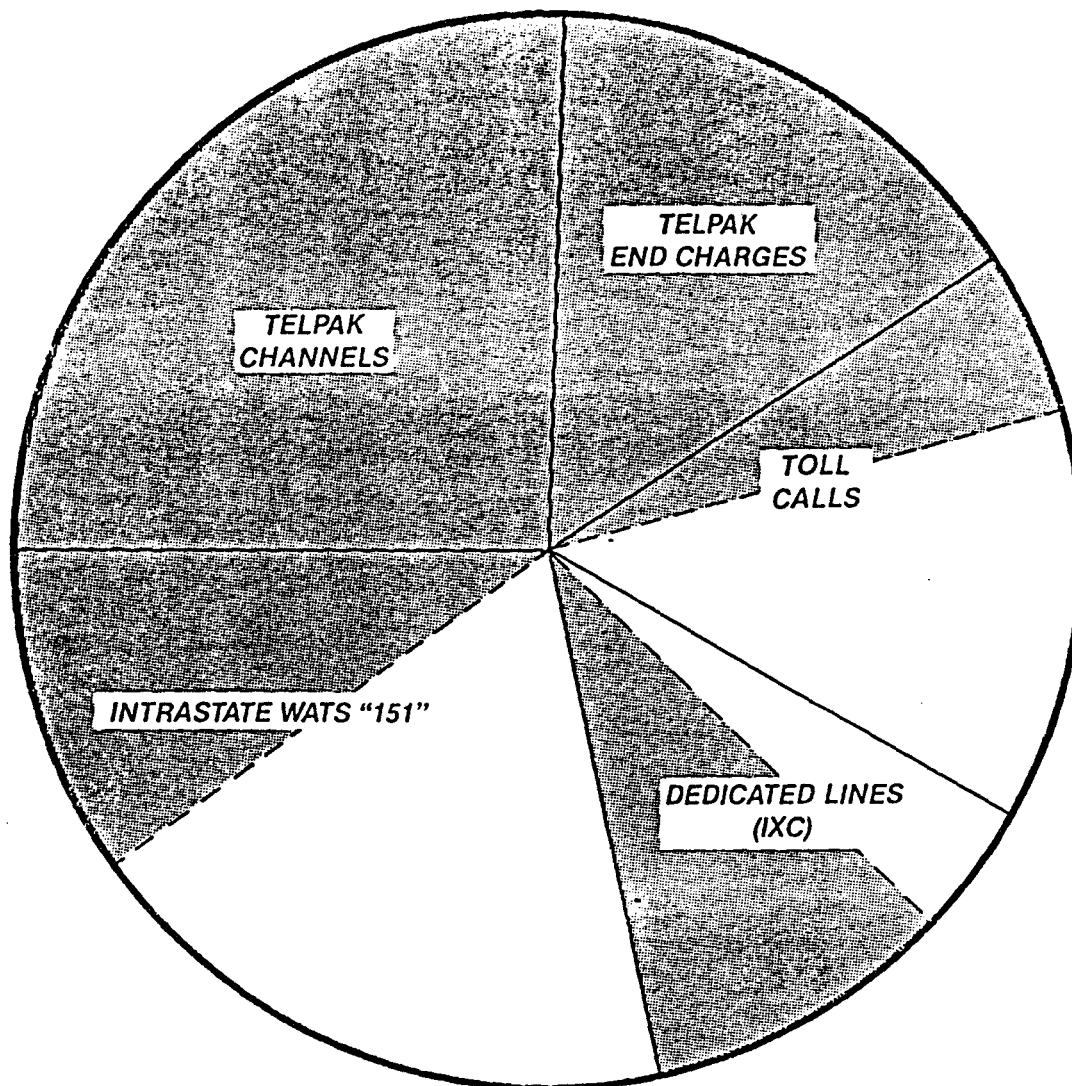 TELPAK
END CHARGES
TELPAK
CHANNELS
TOLL
CALLS
INTRASTATE WATS “151”
DEDICATED LINES
(IXC)